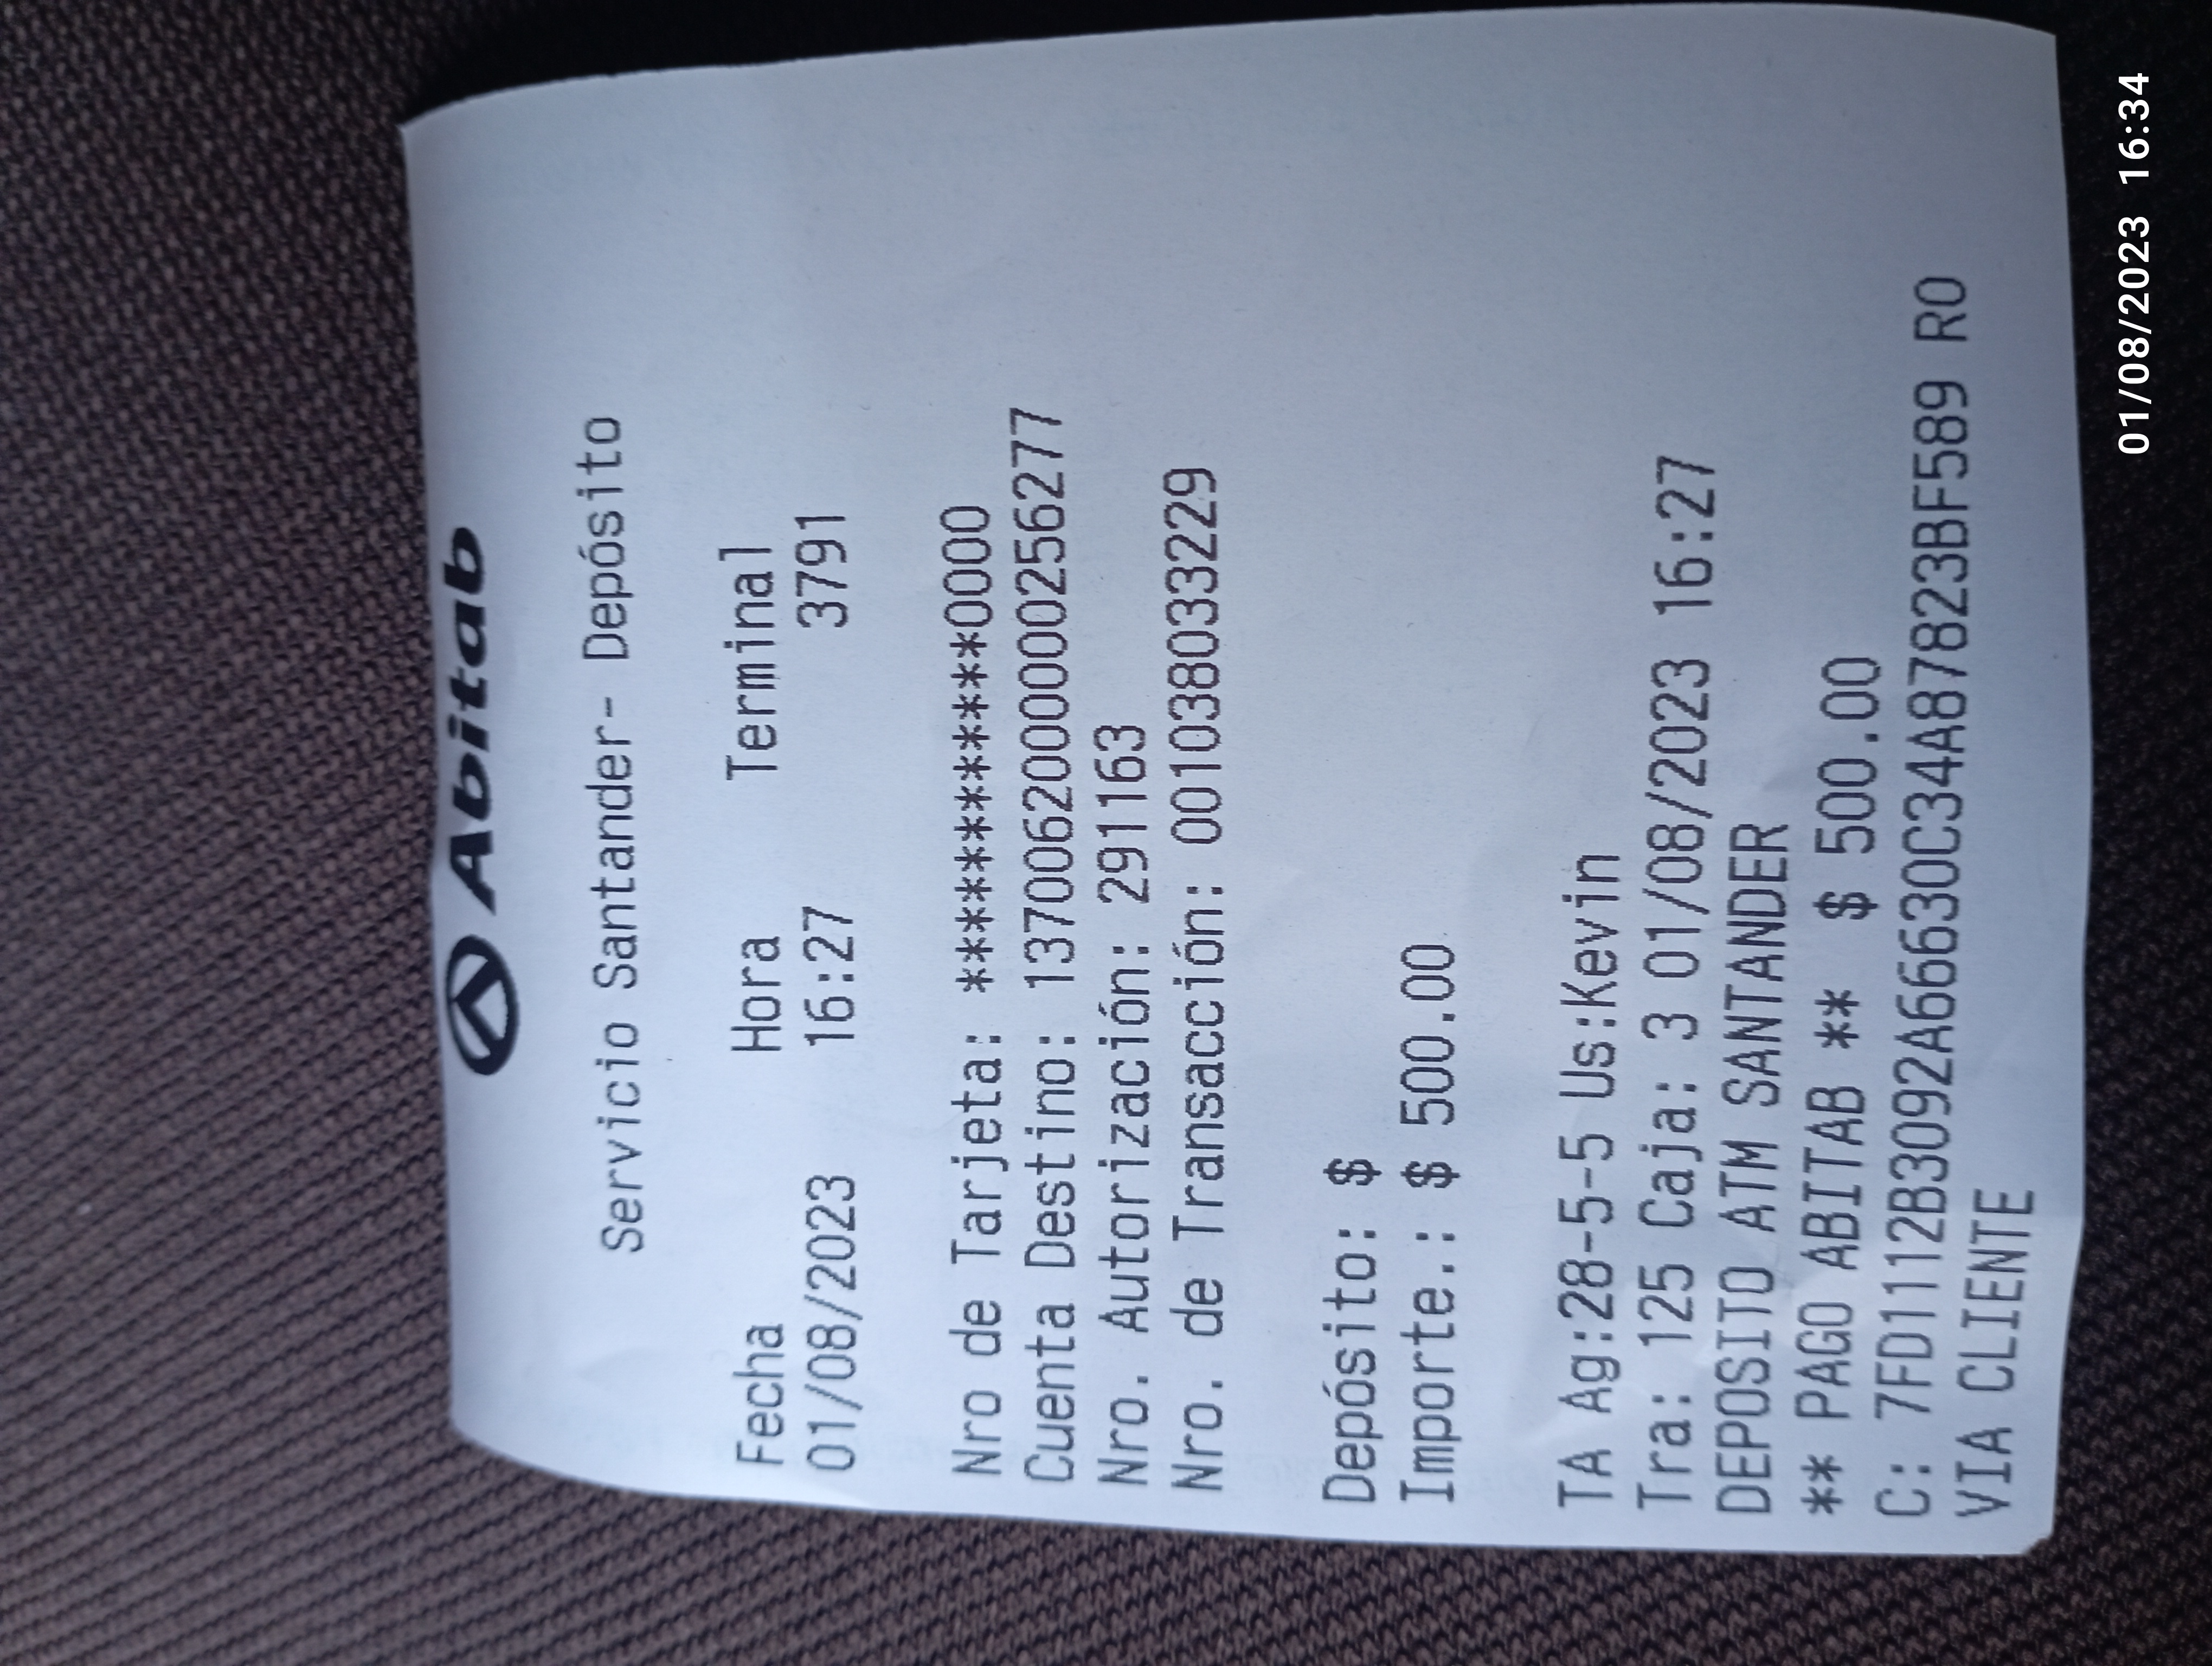 Abitab
Servicio Santander- Depósito
Fecha Hora Terminal
01/08/2023 16:27 3791
Nro de Tarjeta: ************0000
Cuenta Destino: 1370062000000256277
Nro. Autorización: 291163
Nro. de Transacción: 001038033229
Depósito: $
Importe.: $ 500.00
TA Ag:28-5-5 Us:Kevin
Tra: 125 Caja: 3 01/08/2023 16:27
DEPOSITO ATM SANTANDER
** PAGO ABITAB ** $ 500.00
C: 7FD1112B3092A66630C34A87823BF589 RO
VIA CLIENTE
01/08/2023 16:34